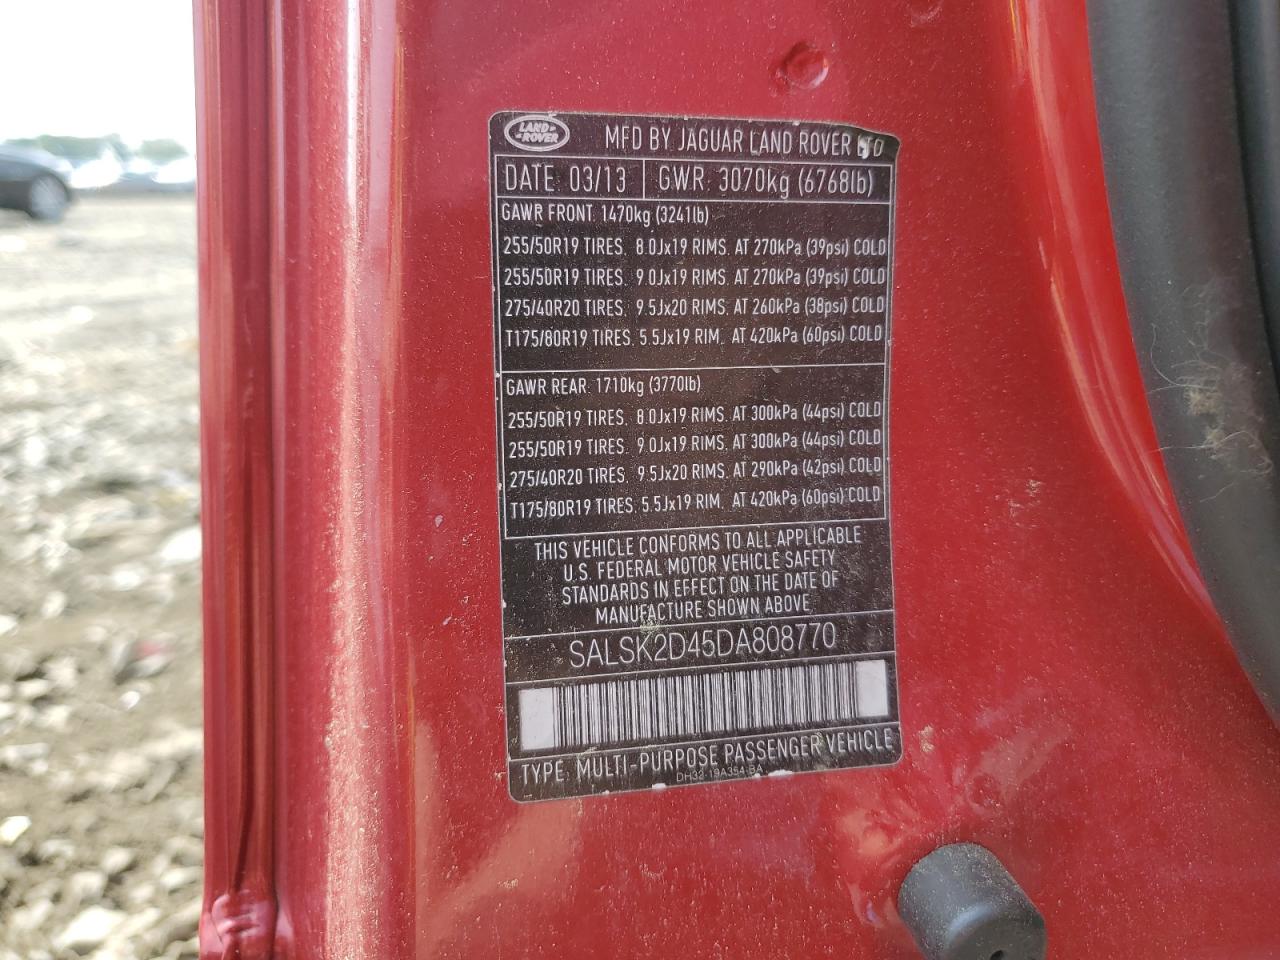 LAND ROVER
MFD BY JAGUAR LAND ROVER LTD
DATE: 03/13 GWR: 3070kg (6768lb)
GAWR FRONT: 1470kg (3241lb)
255/50R19 TIRES, 8.0Jx19 RIMS, AT 270kPa (39psi) COLD
255/50R19 TIRES, 9.0Jx19 RIMS, AT 270kPa (39psi) COLD
275/40R20 TIRES, 9.5Jx20 RIMS, AT 260kPa (38psi) COLD
T175/80R19 TIRES, 5.5Jx19 RIM, AT 420kPa (60psi) COLD
GAWR REAR: 1710kg (3770lb)
255/50R19 TIRES, 8.0Jx19 RIMS, AT 300kPa (44psi) COLD
255/50R19 TIRES, 9.0Jx19 RIMS, AT 300kPa (44psi) COLD
275/40R20 TIRES, 9.5Jx20 RIMS, AT 290kPa (42psi) COLD
T175/80R19 TIRES, 5.5Jx19 RIM, AT 420kPa (60psi) COLD
THIS VEHICLE CONFORMS TO ALL APPLICABLE
U.S. FEDERAL MOTOR VEHICLE SAFETY
STANDARDS IN EFFECT ON THE DATE OF
MANUFACTURE SHOWN ABOVE
SALSK2D45DA808770
TYPE: MULTI-PURPOSE PASSENGER VEHICLE
DH32-19A354-BA